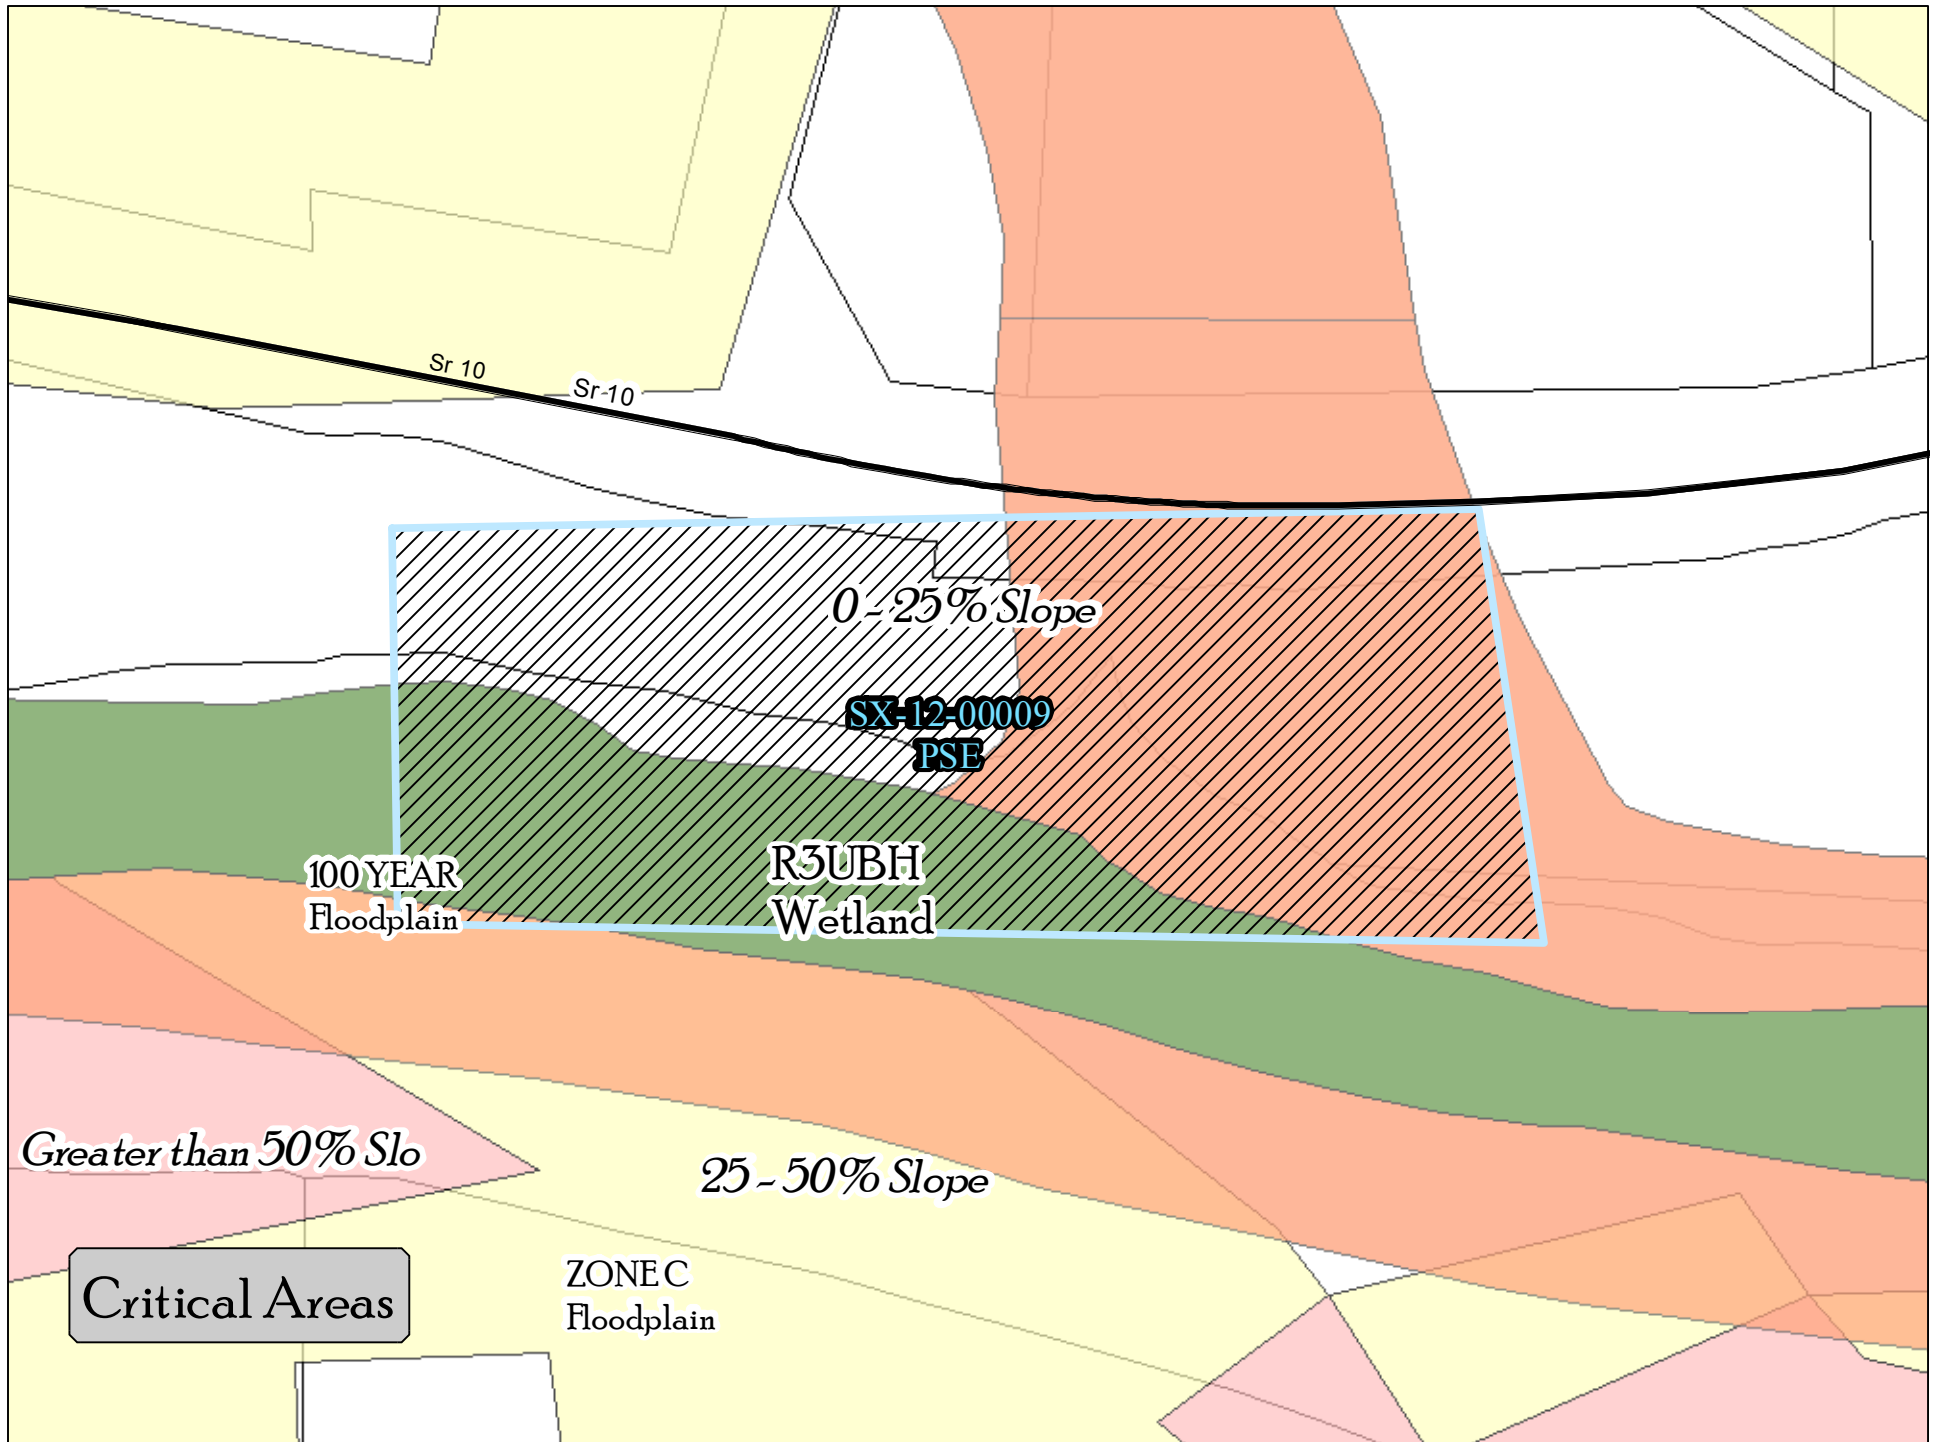 Sr 10
Sr 10
0 - 25% Slope
SX-12-00009
PSE
R3UBH
Wetland
100 YEAR
Floodplain
Greater than 50% Slo
25 - 50% Slope
ZONE C
Floodplain
Critical Areas